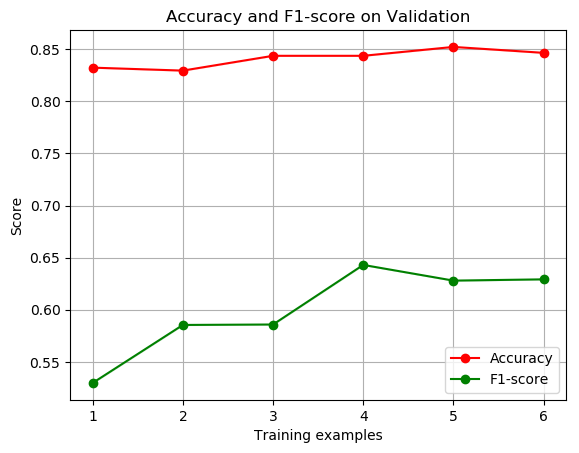 Accuracy and F1-score on Validation
0.85
0.80
0.75
0.70
0.65
0.60
0.55
Score
Accuracy
F1-score
1 2 3 4 5 6
Training examples